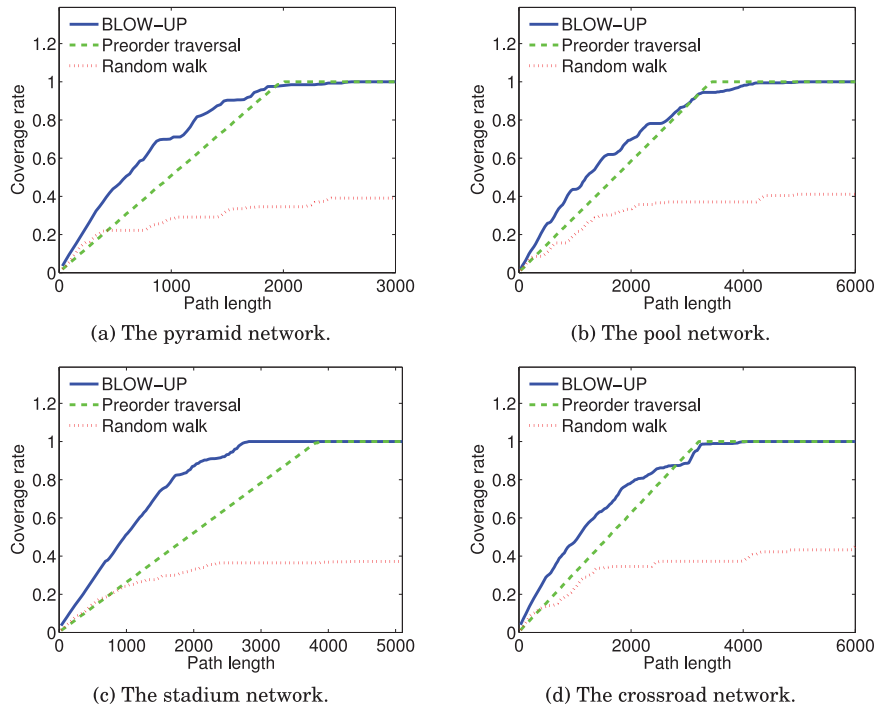 BLOW-UP
Preorder traversal
Random walk
Coverage rate
1.2
1
0.8
0.6
0.4
0.2
0
0 1000 2000 3000
Path length
(a) The pyramid network.
BLOW-UP
Preorder traversal
Random walk
Coverage rate
1.2
1
0.8
0.6
0.4
0.2
0
0 2000 4000 6000
Path length
(b) The pool network.
BLOW-UP
Preorder traversal
Random walk
Coverage rate
1.2
1
0.8
0.6
0.4
0.2
0
0 1000 2000 3000 4000 5000
Path length
(c) The stadium network.
BLOW-UP
Preorder traversal
Random walk
Coverage rate
1.2
1
0.8
0.6
0.4
0.2
0
0 2000 4000 6000
Path length
(d) The crossroad network.